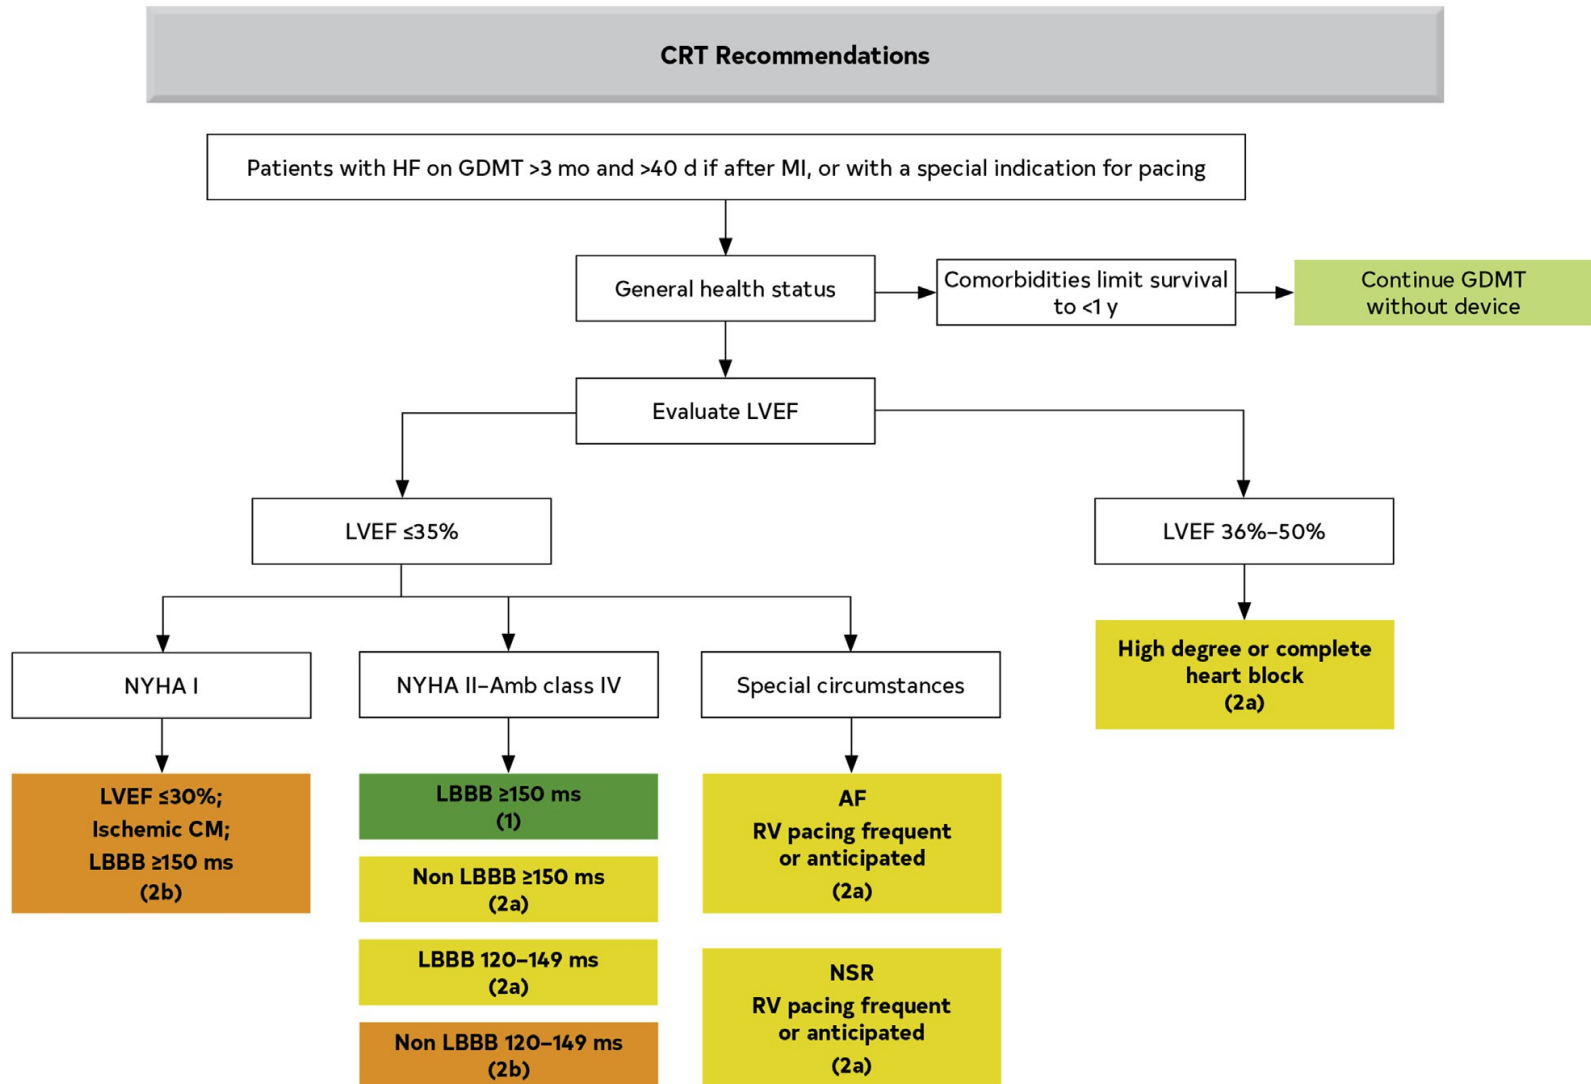 CRT Recommendations
Patients with HF on GDMT >3 mo and >40 d if after MI, or with a special indication for pacing
General health status
Comorbidities limit survival
to <1 y
Continue GDMT
without device
Evaluate LVEF
LVEF ≤35%
LVEF 36%–50%
NYHA I
NYHA II–Amb class IV
Special circumstances
High degree or complete
heart block
(2a)
LVEF ≤30%;
Ischemic CM;
LBBB ≥150 ms
(2b)
LBBB ≥150 ms
(1)
Non LBBB ≥150 ms
(2a)
LBBB 120–149 ms
(2a)
Non LBBB 120–149 ms
(2b)
AF
RV pacing frequent
or anticipated
(2a)
NSR
RV pacing frequent
or anticipated
(2a)